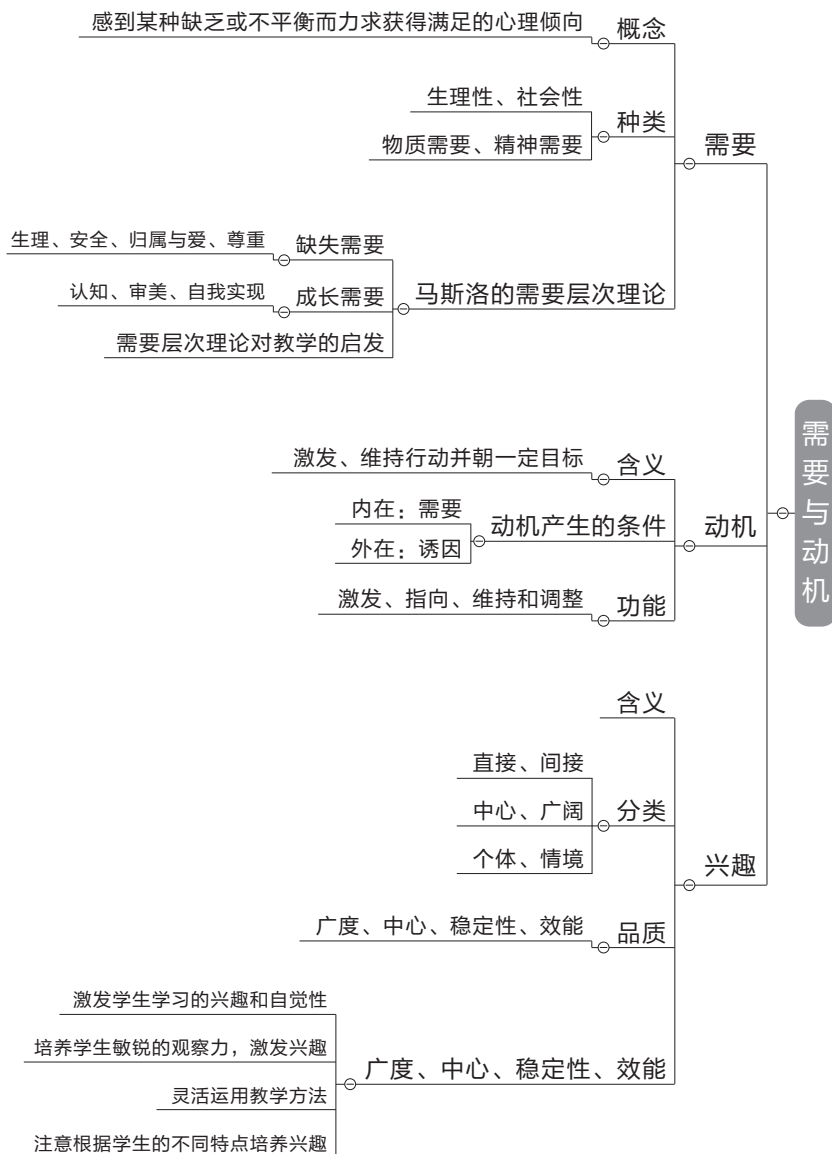 需要与动机
需要
概念
感到某种缺乏或不平衡而力求获得满足的心理倾向
种类
生理性、社会性
物质需要、精神需要
马斯洛的需要层次理论
缺失需要
生理、安全、归属与爱、尊重
成长需要
认知、审美、自我实现
需要层次理论对教学的启发
动机
含义
激发、维持行动并朝一定目标
动机产生的条件
内在：需要
外在：诱因
功能
激发、指向、维持和调整
兴趣
含义
分类
直接、间接
中心、广阔
个体、情境
品质
广度、中心、稳定性、效能
广度、中心、稳定性、效能
激发学生学习的兴趣和自觉性
培养学生敏锐的观察力，激发兴趣
灵活运用教学方法
注意根据学生的不同特点培养兴趣